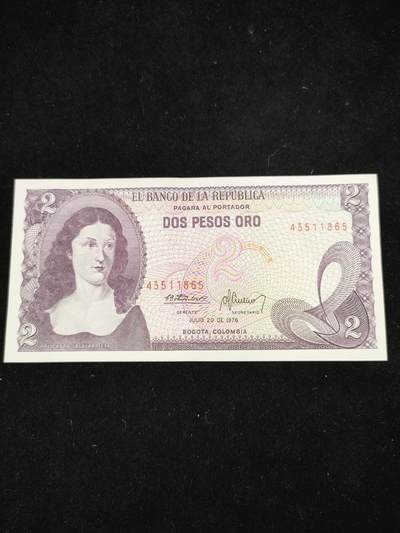 EL BANCO DE LA REPUBLICA
PAGARA AL PORTADOR
2
DOS PESOS ORO
43511865
2
43511865
GERENTE
SECRETARIO
2
JULIO 20 DE 1976
2
BOGOTA, COLOMBIA